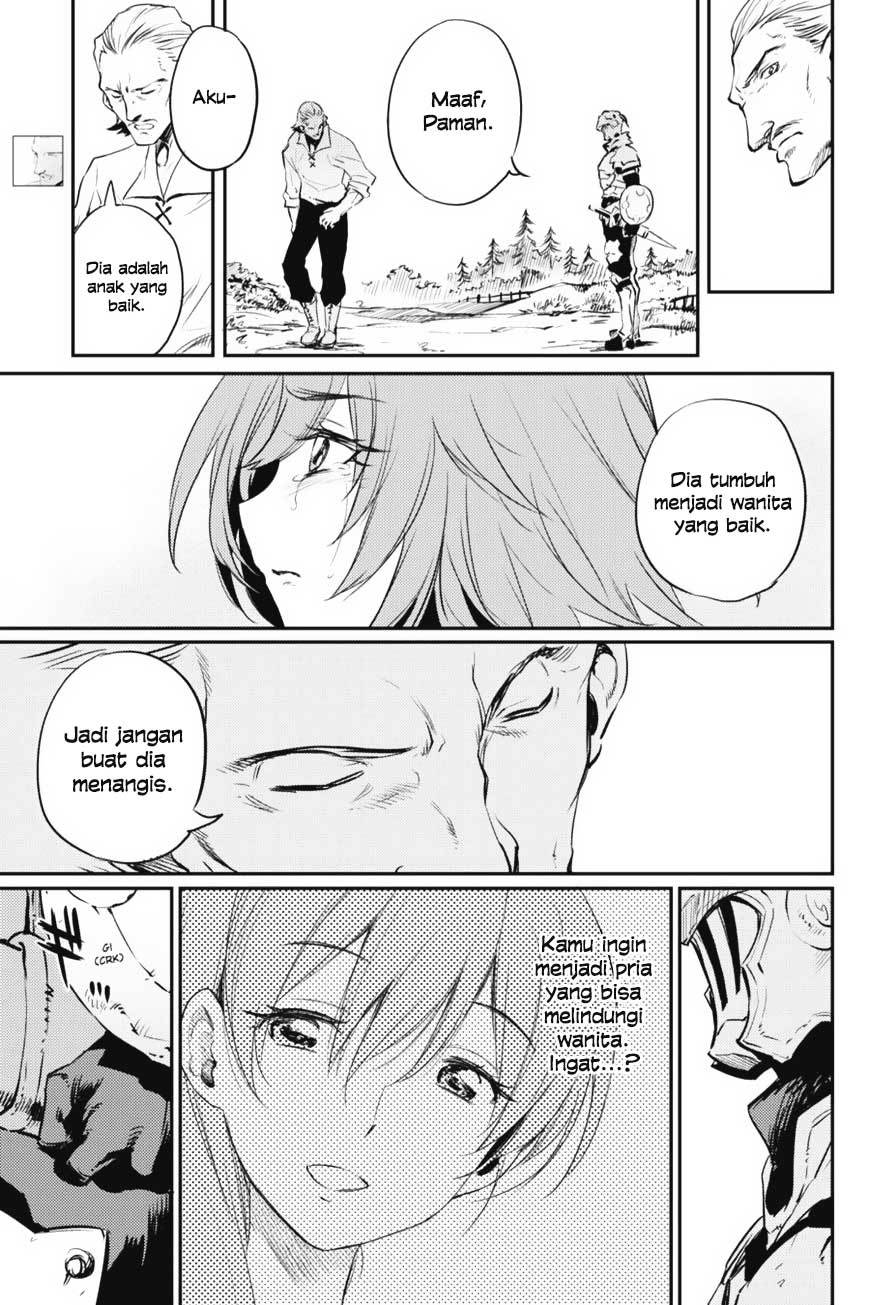 Maaf,
Paman.
Aku-
Dia adalah
anak yang
baik.
Dia tumbuh
menjadi wanita
yang baik.
Jadi jangan
buat dia
menangis.
Kamu ingin
menjadi pria
yang bisa
melindungi
wanita.
Ingat...?
GI
(CRK)